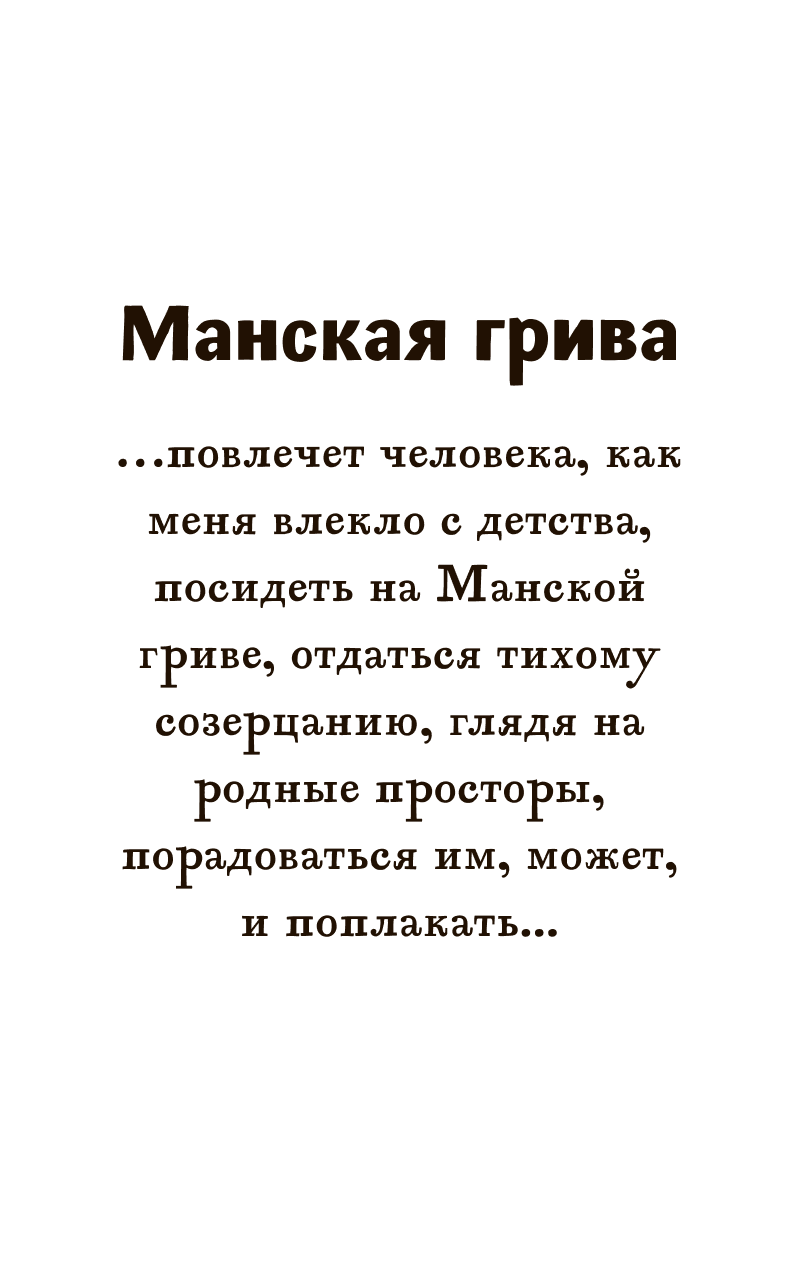 Манская грива
...повлечет человека, как
меня влекло с детства,
посидеть на Манской
гриве, отдаться тихому
созерцанию, глядя на
родные просторы,
порадоваться им, может,
и поплакать...